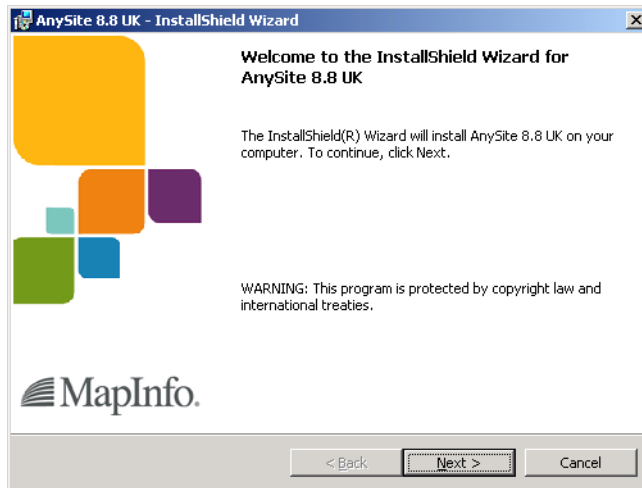 AnySite 8.8 UK - InstallShield Wizard
Welcome to the InstallShield Wizard for
AnySite 8.8 UK
The InstallShield(R) Wizard will install AnySite 8.8 UK on your
computer. To continue, click Next.
WARNING: This program is protected by copyright law and
international treaties.
MapInfo.
< Back Next > Cancel